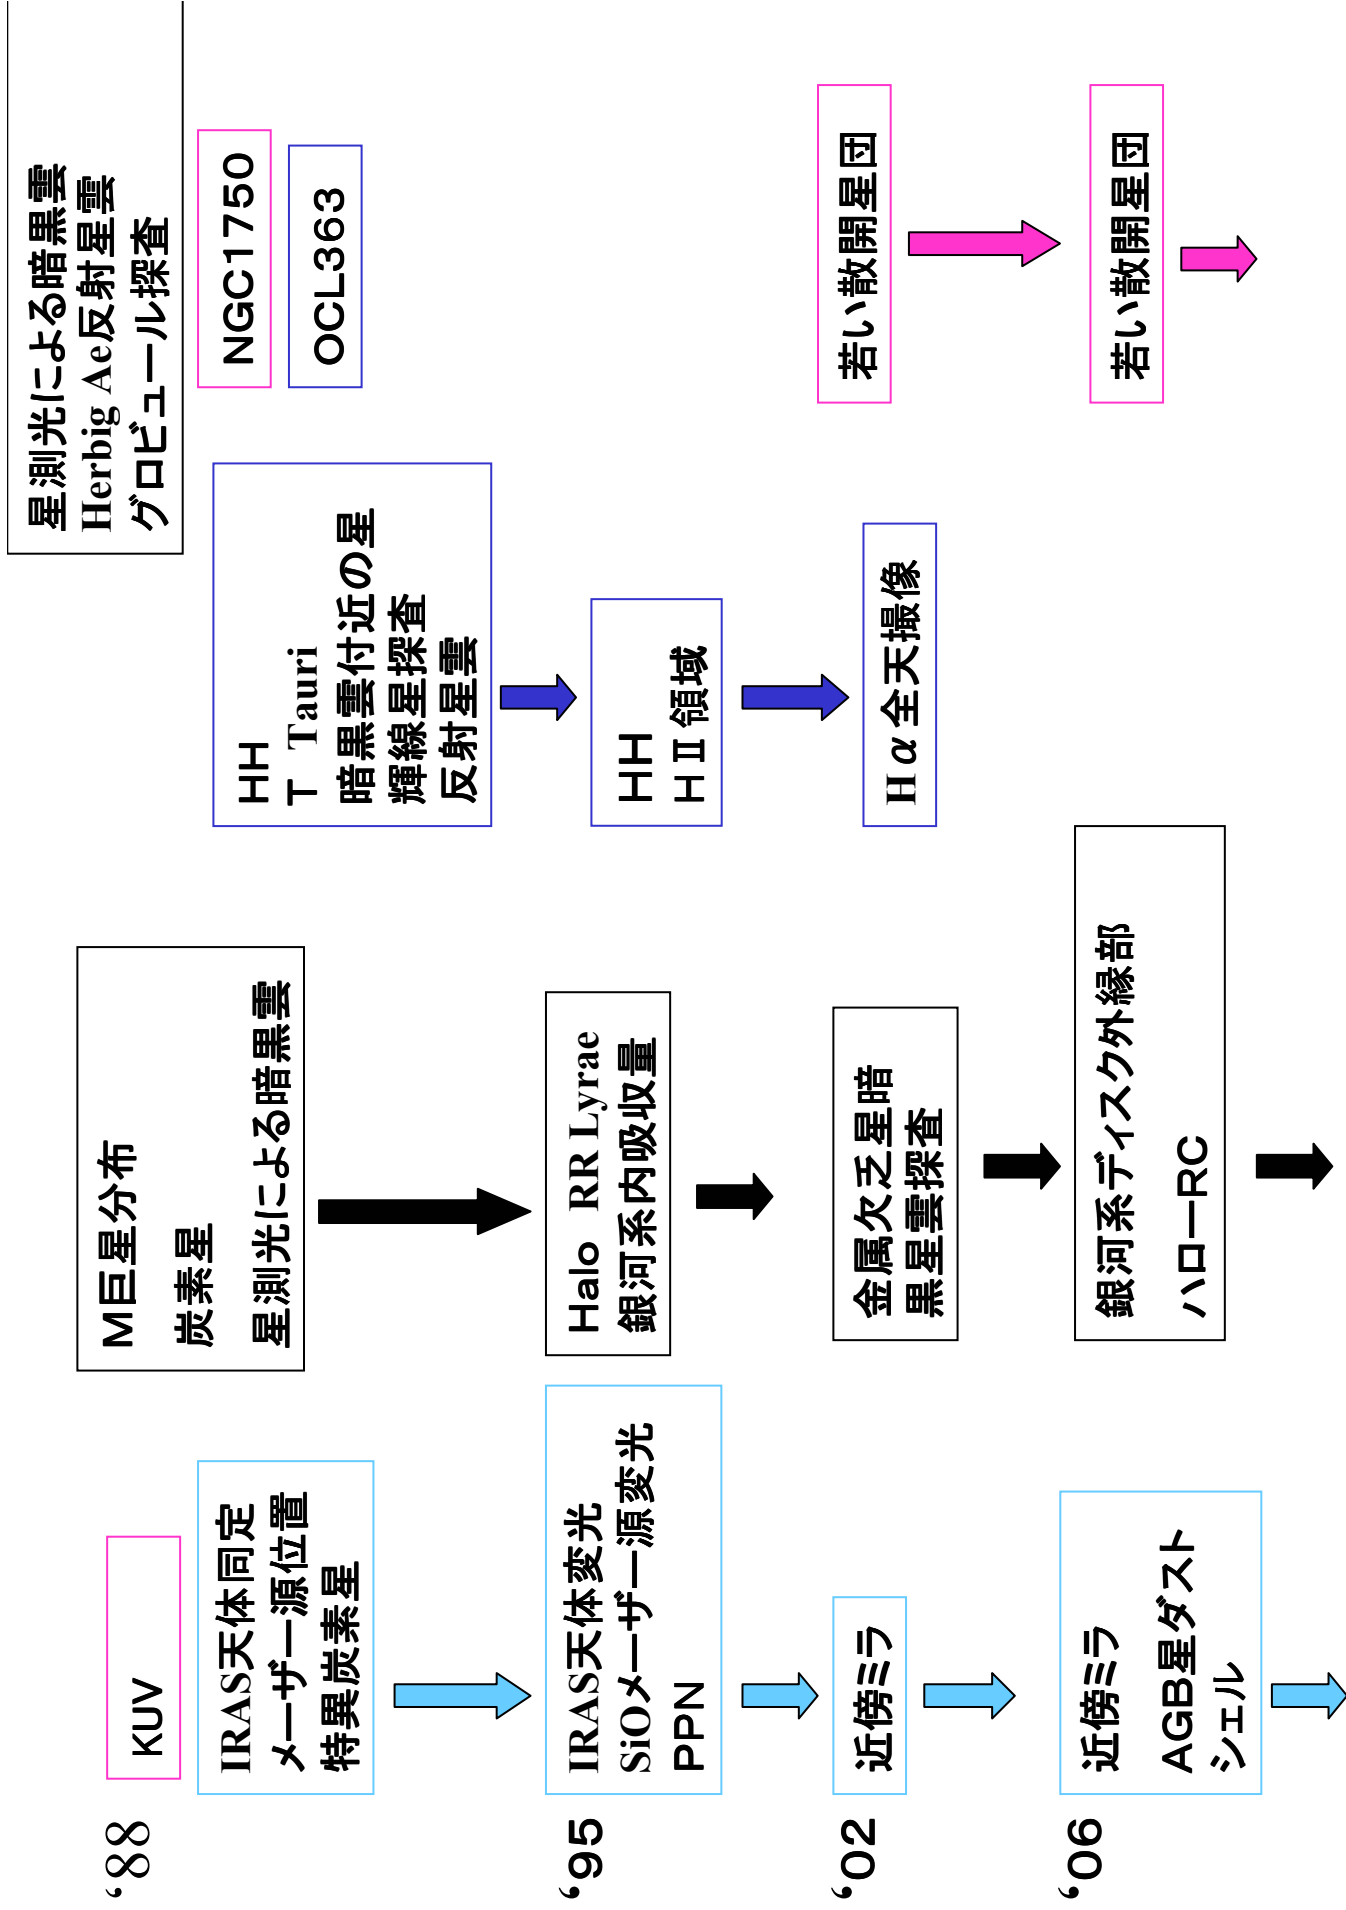 ‘88
KUV
IRAS天体同定
メーザー源位置
特異炭素星
M巨星分布
炭素星
星測光による暗黒雲
HH
T Tauri
暗黒雲付近の星
輝線星探査
反射星雲
星測光による暗黒雲
Herbig Ae反射星雲
グロビュール探査
NGC1750
OCL363
‘95
IRAS天体変光
SiOメーザー源変光
PPN
Halo RR Lyrae
銀河系内吸収量
HH
HⅡ領域
‘02
近傍ミラ
金属欠乏星暗
黒星雲探査
Hα全天撮像
若い散開星団
‘06
近傍ミラ
AGB星ダスト
シェル
銀河系ディスク外縁部
ハローRC
若い散開星団